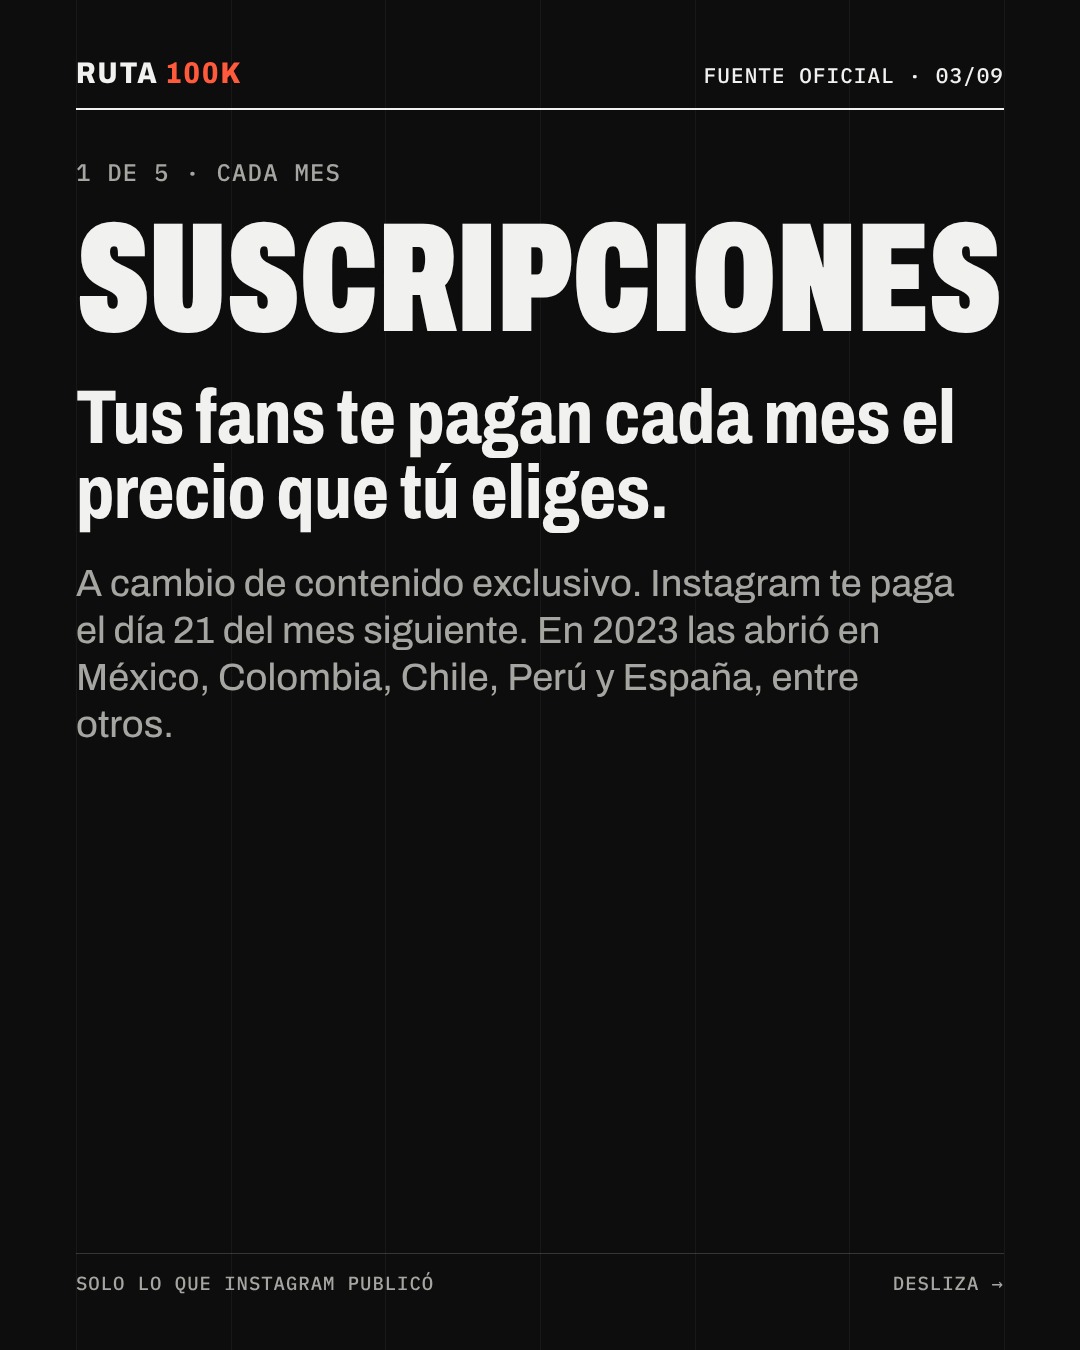 RUTA 100K
FUENTE OFICIAL · 03/09
1 DE 5 · CADA MES
SUSCRIPCIONES
Tus fans te pagan cada mes el
precio que tú eliges.
A cambio de contenido exclusivo. Instagram te paga
el día 21 del mes siguiente. En 2023 las abrió en
México, Colombia, Chile, Perú y España, entre
otros.
SOLO LO QUE INSTAGRAM PUBLICÓ
DESLIZA →